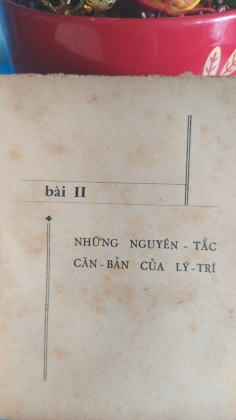 bài II
NHỮNG NGUYÊN - TẮC
CĂN - BẢN CỦA LÝ - TRÍ